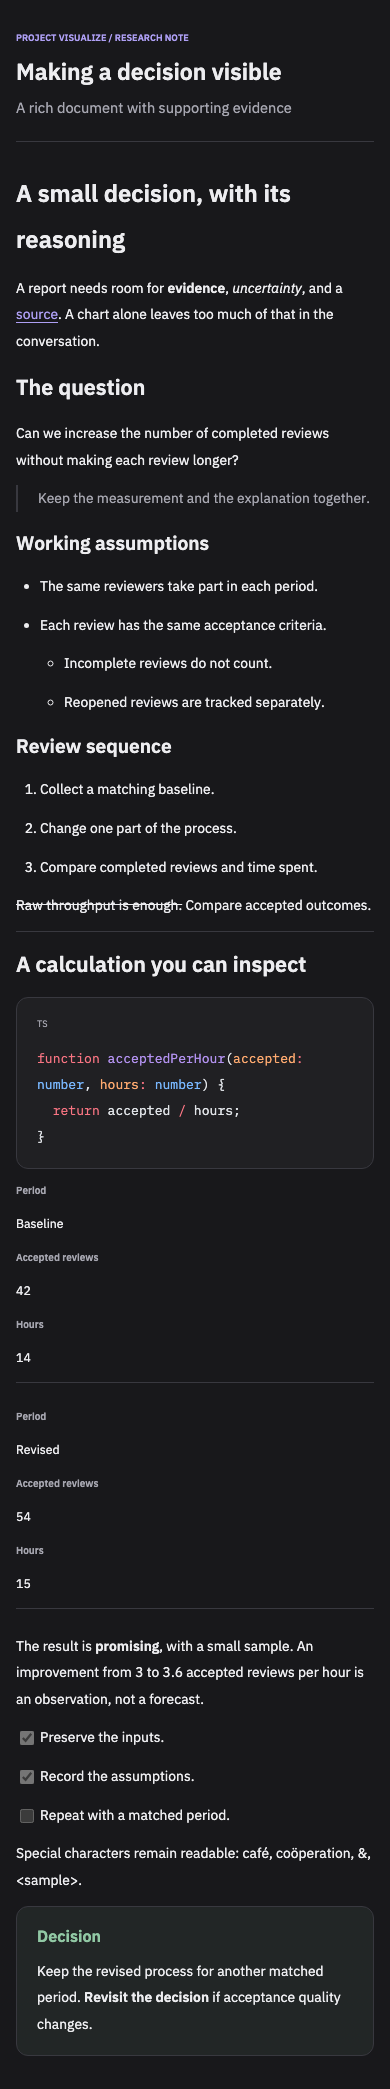 PROJECT VISUALIZE / RESEARCH NOTE
Making a decision visible
A rich document with supporting evidence
A small decision, with its
reasoning
A report needs room for evidence, uncertainty, and a
source. A chart alone leaves too much of that in the
conversation.
The question
Can we increase the number of completed reviews
without making each review longer?
Keep the measurement and the explanation together.
Working assumptions
The same reviewers take part in each period.
Each review has the same acceptance criteria.
Incomplete reviews do not count.
Reopened reviews are tracked separately.
Review sequence
1. Collect a matching baseline.
2. Change one part of the process.
3. Compare completed reviews and time spent.
Raw throughput is enough. Compare accepted outcomes.
A calculation you can inspect
TS
function acceptedPerHour(accepted:
number, hours: number) {
  return accepted / hours;
}
Period
Baseline
Accepted reviews
42
Hours
14
Period
Revised
Accepted reviews
54
Hours
15
The result is promising, with a small sample. An
improvement from 3 to 3.6 accepted reviews per hour is
an observation, not a forecast.
Preserve the inputs.
Record the assumptions.
Repeat with a matched period.
Special characters remain readable: café, coöperation, &,
<sample>.
Decision
Keep the revised process for another matched
period. Revisit the decision if acceptance quality
changes.